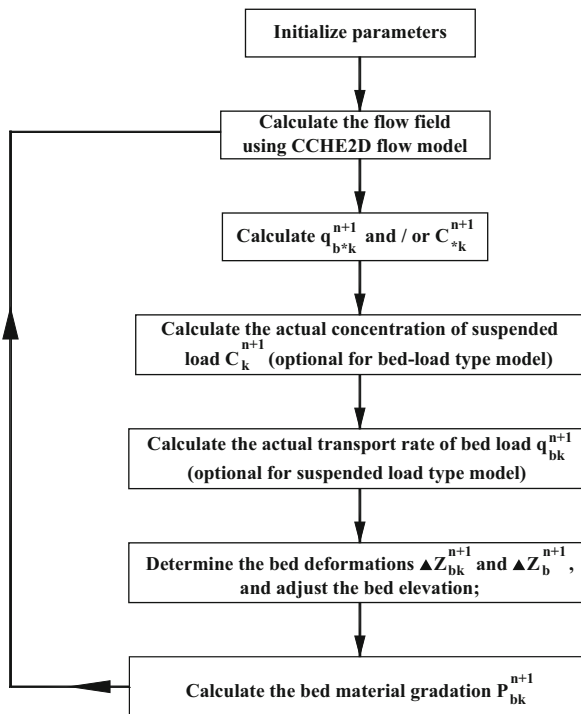 Initialize parameters
Calculate the flow field
using CCHE2D flow model
Calculate q_{b*k}^{n+1} and / or C_{*k}^{n+1}
Calculate the actual concentration of suspended
load C_k^{n+1} (optional for bed-load type model)
Calculate the actual transport rate of bed load q_{bk}^{n+1}
(optional for suspended load type model)
Determine the bed deformations ▲Z_{bk}^{n+1} and ▲Z_b^{n+1} ,
and adjust the bed elevation;
Calculate the bed material gradation P_{bk}^{n+1}